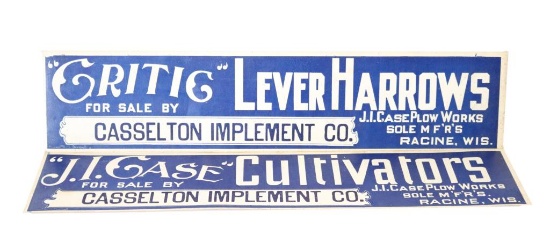 "CRITIC" LEVER HARROWS
FOR SALE BY
CASSELTON IMPLEMENT CO.
J.I.CASE PLOW WORKS
SOLE M'F'R'S
RACINE, WIS.
"J.I. CASE" Cultivators
FOR SALE BY
CASSELTON IMPLEMENT CO.
J.I.CASE PLOW WORKS
SOLE M'F'R'S.
RACINE, WIS.